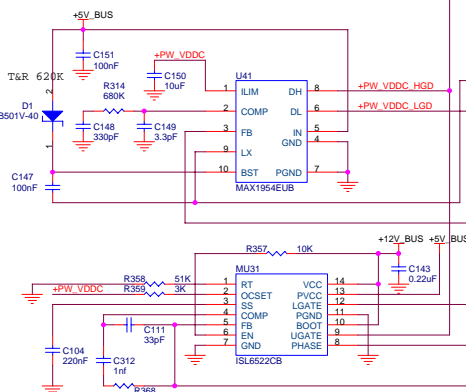 +5V_BUS
C151
100nF
+PW_VDDC
T&R 620K
C150
10uF
U41
R314
680K
2
D1
B501V-40
1
C148
330pF
C149
3.3pF
1 ILIM DH 8 +PW_VDDC_HGD
2 COMP DL 6 +PW_VDDC_LGD
3 FB IN 5
GND 4
9 LX
10 BST PGND 7
MAX1954EUB
C147
100nF
+12V_BUS +5V_BUS
R357 10K
C143
0.22uF
MU31
R358 51K
+PW_VDDC R359 3K
1 RT VCC 14
2 OCSET PVCC 13
3 SS LGATE 12
4 COMP PGND 11
5 FB BOOT 10
6 EN UGATE 9
7 GND PHASE 8
ISL6522CB
C111
33pF
C104
220nF
C312
1nf
R368